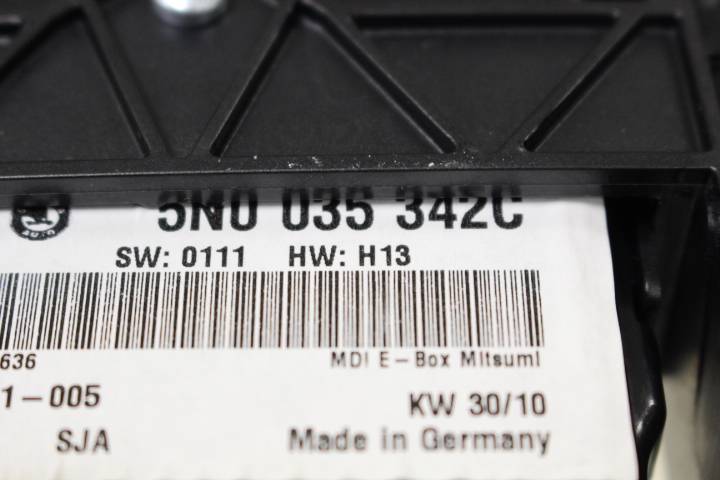 5N0 035 342C
SW: 0111 HW: H13
636 MDI E-Box Mitsumi
1-005 KW 30/10
SJA Made in Germany